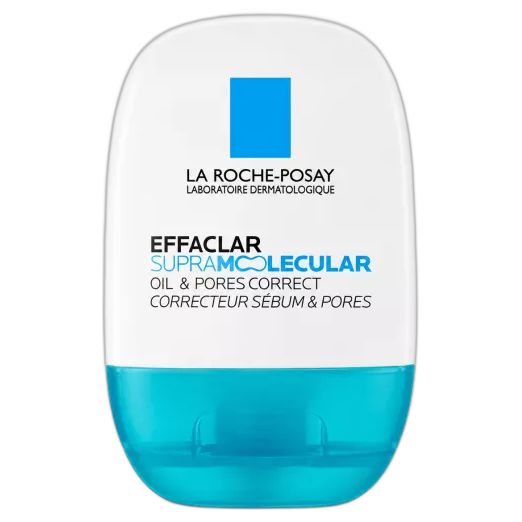 LA ROCHE-POSAY
LABORATOIRE DERMATOLOGIQUE
EFFACLAR
SUPRAMOLECULAR
OIL & PORES CORRECT
CORRECTEUR SÉBUM & PORES